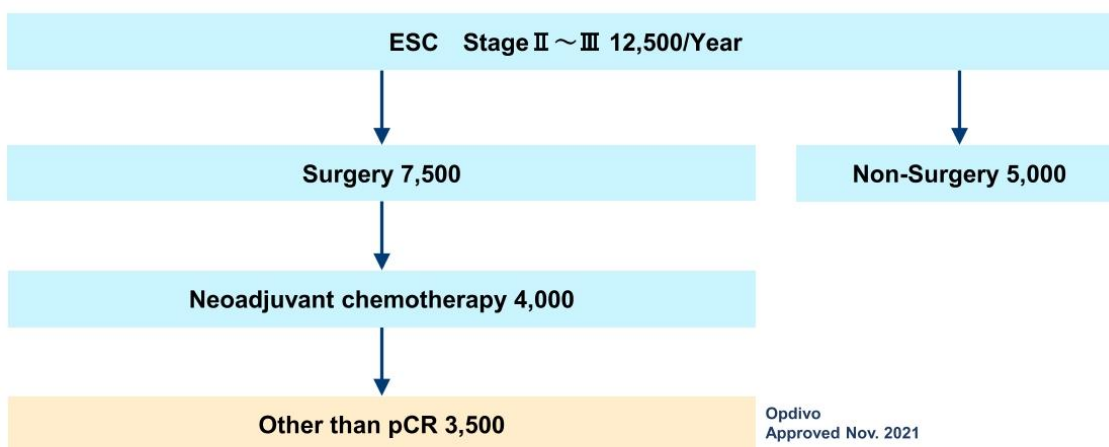 ESC Stage Ⅱ～Ⅲ 12,500/Year
Surgery 7,500
Non-Surgery 5,000
Neoadjuvant chemotherapy 4,000
Other than pCR 3,500
Opdivo
Approved Nov. 2021